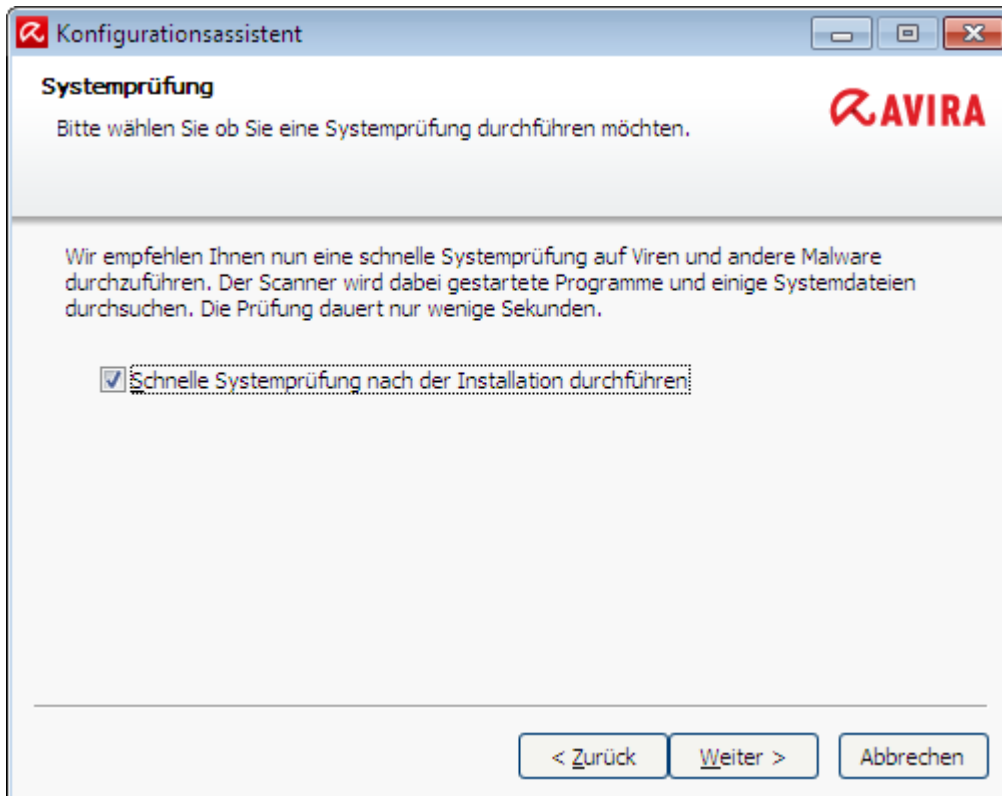 Konfigurationsassistent
Systemprüfung
Bitte wählen Sie ob Sie eine Systemprüfung durchführen möchten.
AVIRA
Wir empfehlen Ihnen nun eine schnelle Systemprüfung auf Viren und andere Malware
durchzuführen. Der Scanner wird dabei gestartete Programme und einige Systemdateien
durchsuchen. Die Prüfung dauert nur wenige Sekunden.
Schnelle Systemprüfung nach der Installation durchführen
< Zurück
Weiter >
Abbrechen